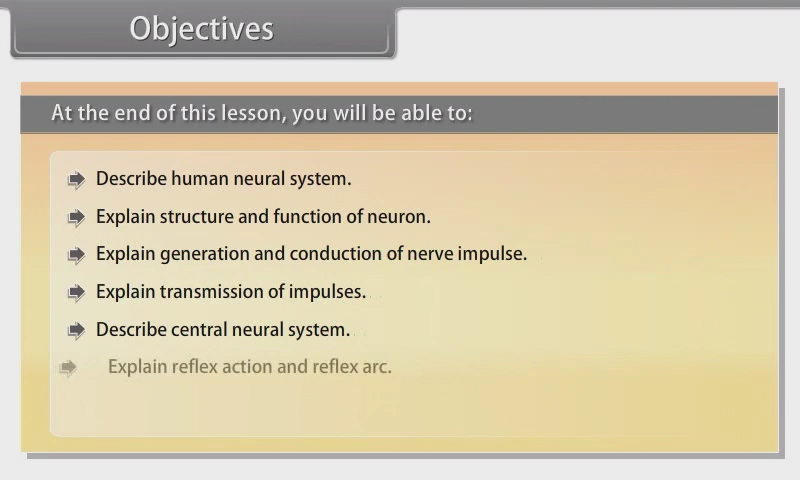 Objectives
At the end of this lesson, you will be able to:
Describe human neural system.
Explain structure and function of neuron.
Explain generation and conduction of nerve impulse.
Explain transmission of impulses.
Describe central neural system.
Explain reflex action and reflex arc.